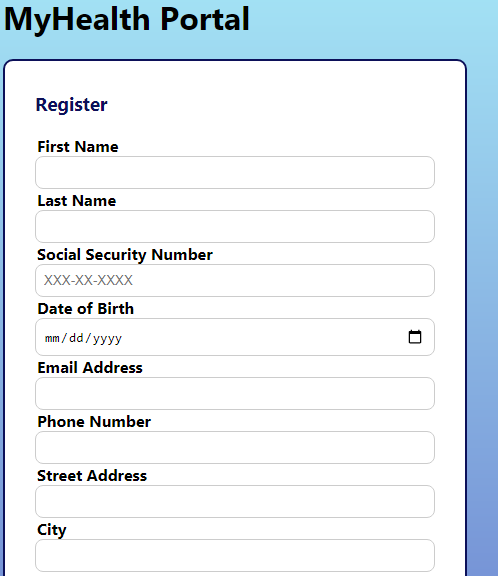 MyHealth Portal
Register
First Name
Last Name
Social Security Number
XXX-XX-XXXX
Date of Birth
mm/dd/yyyy
Email Address
Phone Number
Street Address
City